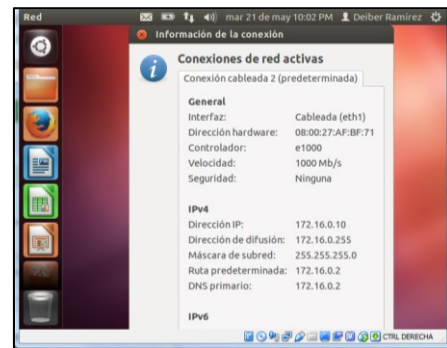 Red mar 21 de may 10:02 PM Deiber Ramirez
Información de la conexión
Conexiones de red activas
Conexión cableada 2 (predeterminada)
General
Interfaz: Cableada (eth1)
Dirección hardware: 08:00:27:AF:BF:71
Controlador: e1000
Velocidad: 1000 Mb/s
Seguridad: Ninguna
IPv4
Dirección IP: 172.16.0.10
Dirección de difusión: 172.16.0.255
Máscara de subred: 255.255.255.0
Ruta predeterminada: 172.16.0.2
DNS primario: 172.16.0.2
IPv6
CTRL DERECHA